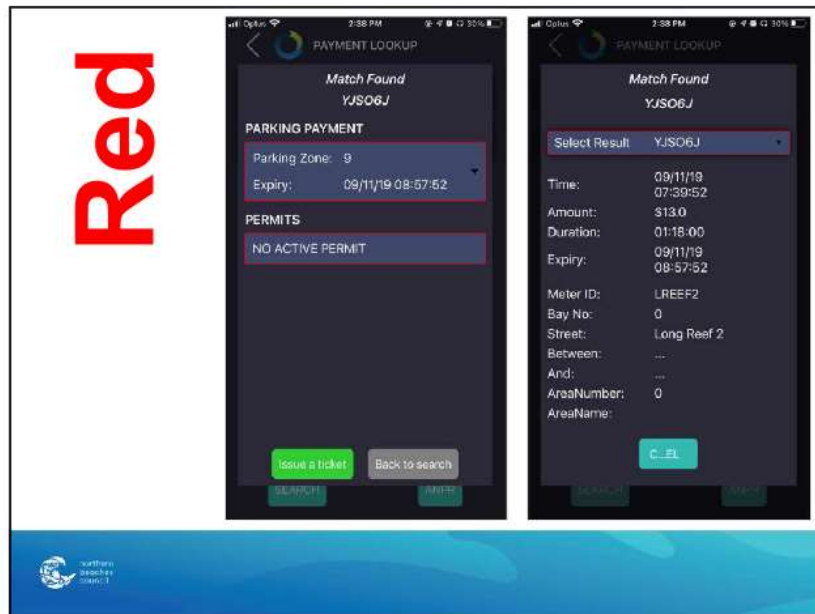 Red
Optus 2:38 PM 30%
PAYMENT LOOKUP
Match Found
YJSO6J
PARKING PAYMENT
Parking Zone: 9
Expiry: 09/11/19 08:57:52
PERMITS
NO ACTIVE PERMIT
Issue a ticket Back to search
SEARCH ANPR
Optus 2:38 PM 30%
PAYMENT LOOKUP
Match Found
YJSO6J
Select Result YJSO6J
Time: 09/11/19
07:39:52
Amount: $13.0
Duration: 01:18:00
Expiry: 09/11/19
08:57:52
Meter ID: LREEF2
Bay No: 0
Street: Long Reef 2
Between: ...
And: ...
AreaNumber: 0
AreaName:
C...EL
SEARCH ANPR
northern
beaches
council